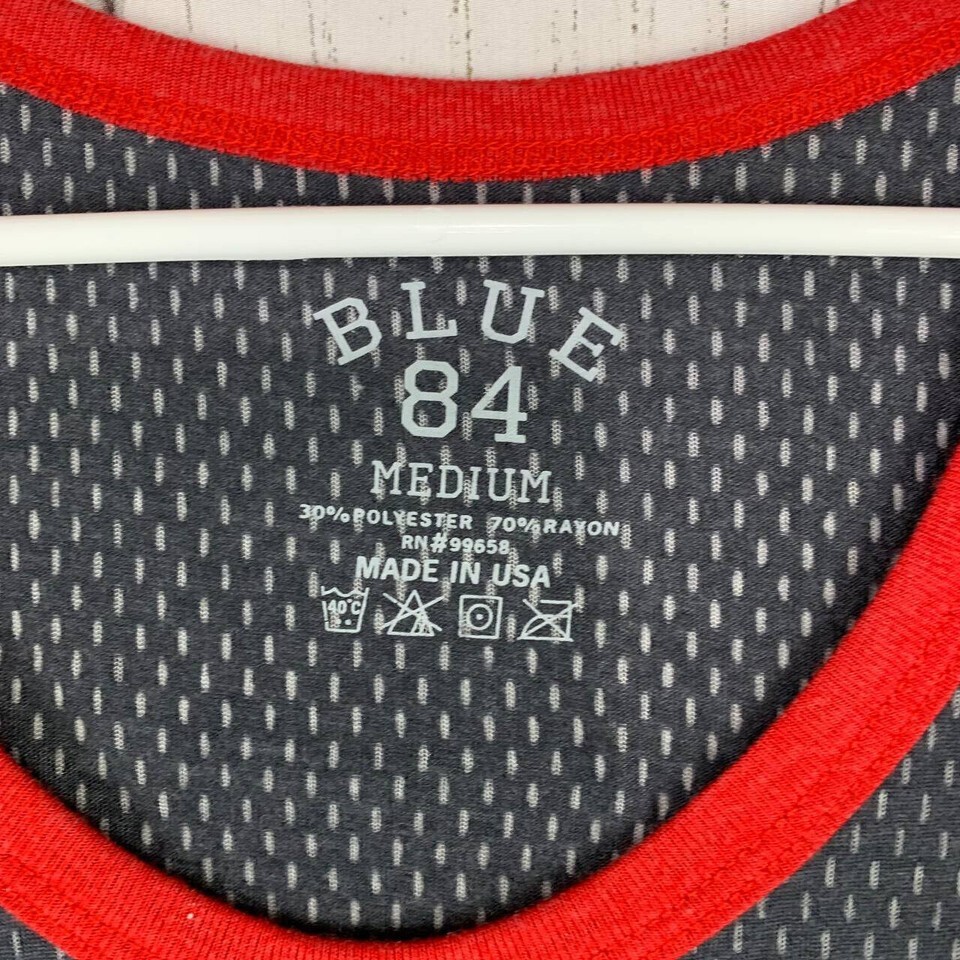 BLUE
84
MEDIUM
30% POLYESTER 70% RAYON
RN#99658
MADE IN USA
40°C